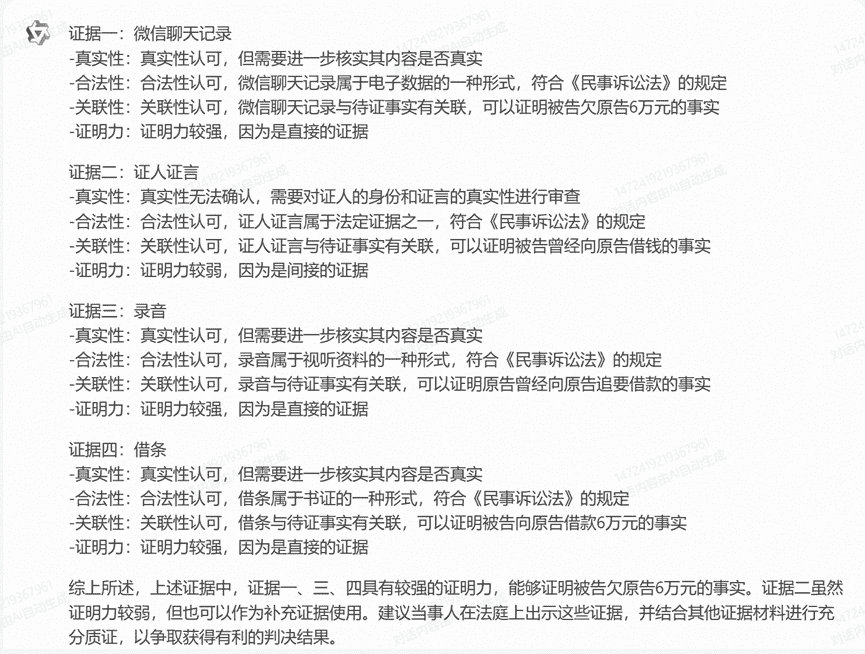 证据一：微信聊天记录
-真实性：真实性认可，但需要进一步核实其内容是否真实
-合法性：合法性认可，微信聊天记录属于电子数据的一种形式，符合《民事诉讼法》的规定
-关联性：关联性认可，微信聊天记录与待证事实有关联，可以证明被告欠原告6万元的事实
-证明力：证明力较强，因为是直接的证据
证据二：证人证言
-真实性：真实性无法确认，需要对证人的身份和证言的真实性进行审查
-合法性：合法性认可，证人证言属于法定证据之一，符合《民事诉讼法》的规定
-关联性：关联性认可，证人证言与待证事实有关联，可以证明被告曾经向原告借钱的事实
-证明力：证明力较弱，因为是间接的证据
证据三：录音
-真实性：真实性认可，但需要进一步核实其内容是否真实
-合法性：合法性认可，录音属于视听资料的一种形式，符合《民事诉讼法》的规定
-关联性：关联性认可，录音与待证事实有关联，可以证明原告曾经向原告追要借款的事实
-证明力：证明力较强，因为是直接的证据
证据四：借条
-真实性：真实性认可，但需要进一步核实其内容是否真实
-合法性：合法性认可，借条属于书证的一种形式，符合《民事诉讼法》的规定
-关联性：关联性认可，借条与待证事实有关联，可以证明被告向原告借款6万元的事实
-证明力：证明力较强，因为是直接的证据
综上所述，上述证据中，证据一、三、四具有较强的证明力，能够证明被告欠原告6万元的事实。证据二虽然
证明力较弱，但也可以作为补充证据使用。建议当事人在法庭上出示这些证据，并结合其他证据材料进行充
分质证，以争取获得有利的判决结果。